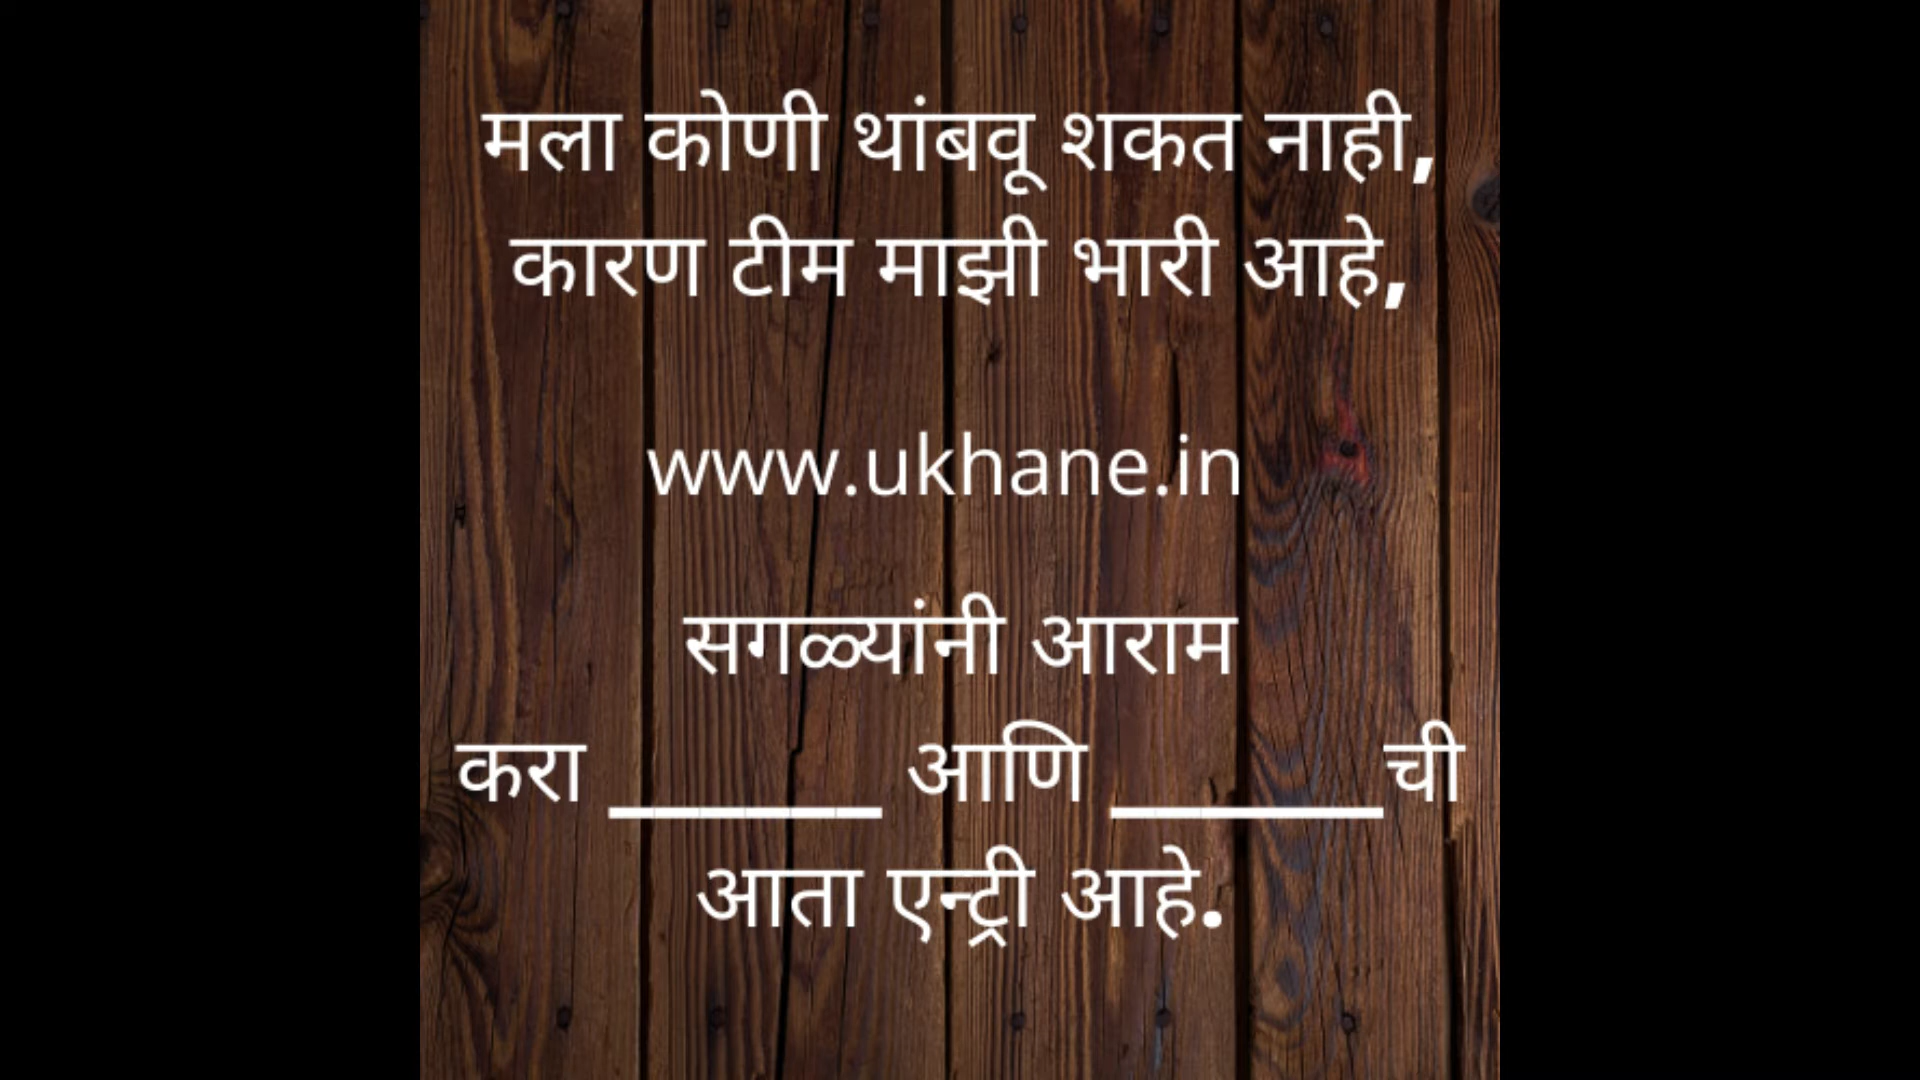 मला कोणी थांबवू शकत नाही,
कारण टीम माझी भारी आहे,
www.ukhane.in
सगळ्यांनी आराम
करा ______ आणि ______ची
आता एन्ट्री आहे.